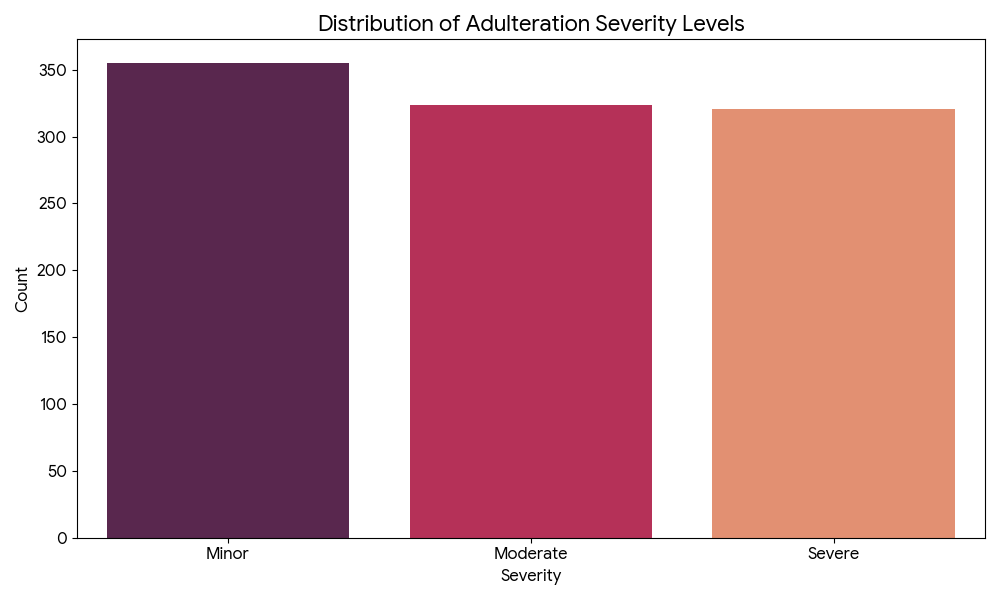 Distribution of Adulteration Severity Levels
350
300
250
200
150
100
50
0
Count
Minor Moderate Severe
Severity